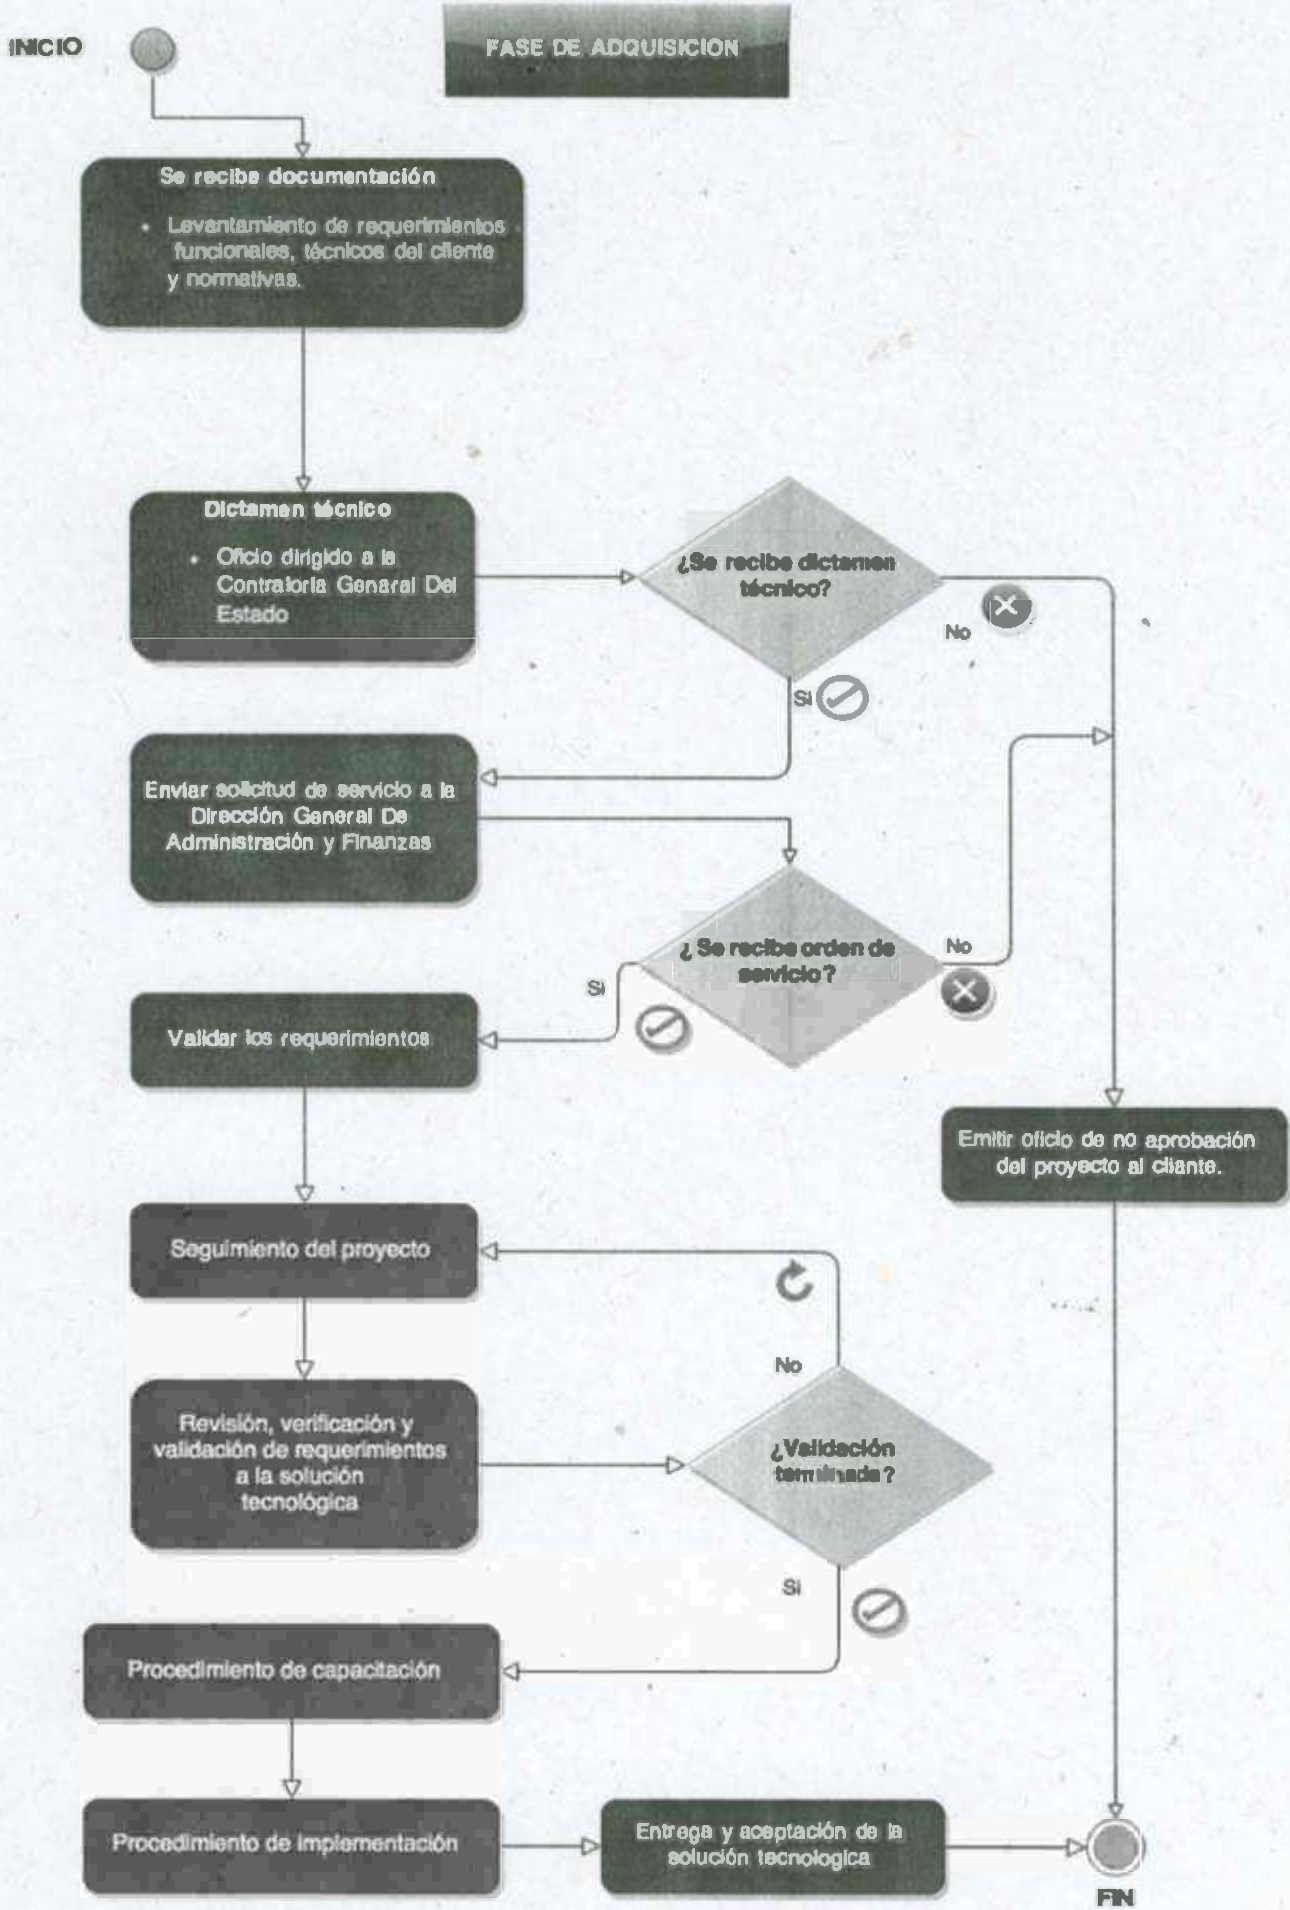 INICIO
FASE DE ADQUISICION
Se recibe documentación
• Levantamiento de requerimientos
funcionales, técnicos del cliente
y normativas.
Dictamen técnico
• Oficio dirigido a la
Contraloria General Del
Estado
¿Se recibe dictamen
técnico?
No
Si
Enviar solicitud de servicio a la
Dirección General De
Administración y Finanzas
¿ Se recibe orden de
servicio?
No
Si
Validar los requerimientos
Emitir oficio de no aprobación
del proyecto al cliente.
Seguimiento del proyecto
No
Revisión, verificación y
validación de requerimientos
a la solución
tecnológica
¿Validación
terminada?
Si
Procedimiento de capacitación
Procedimiento de implementación
Entrega y aceptación de la
solución tecnologica
FIN